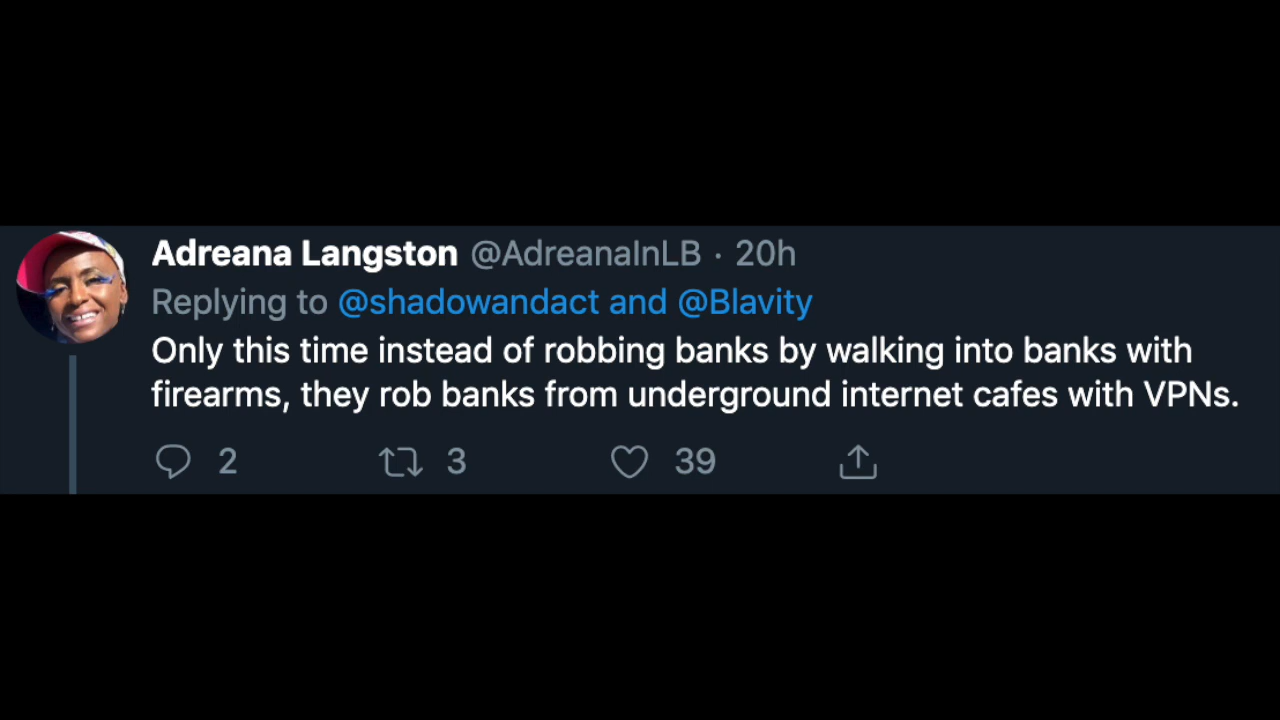 Adreana Langston @AdreanaInLB · 20h
Replying to @shadowandact and @Blavity
Only this time instead of robbing banks by walking into banks with
firearms, they rob banks from underground internet cafes with VPNs.
2 3 39